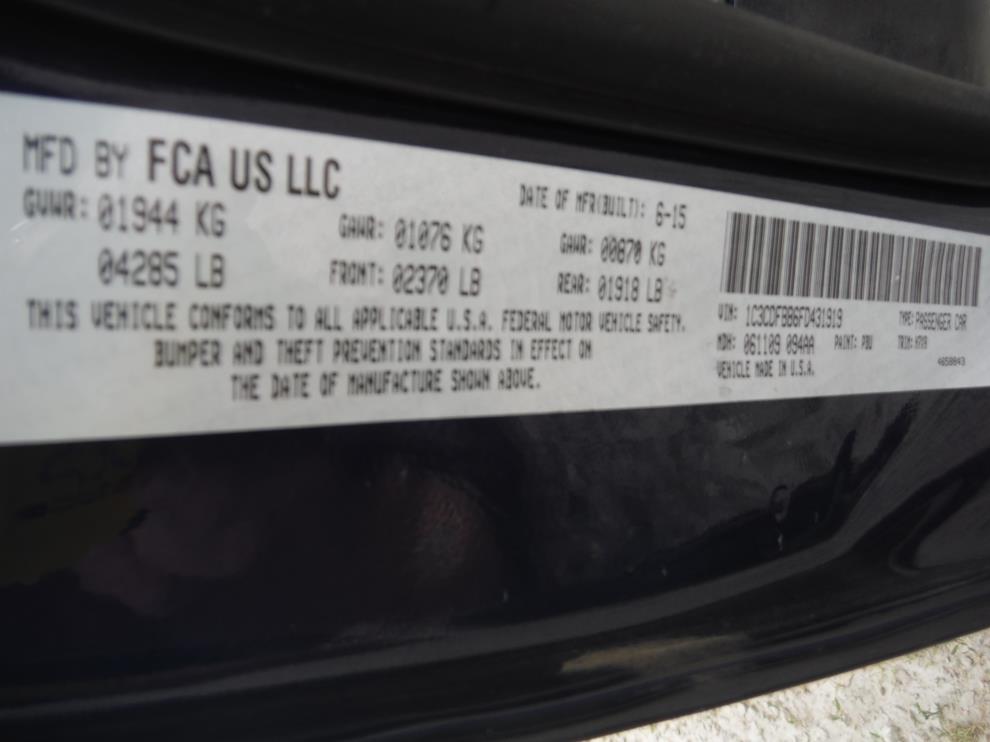 MFD BY FCA US LLC
DATE OF MFR(BUILT): 6-15
GVWR: 01944 KG GAWR: 01076 KG GAWR: 00870 KG
04285 LB FRONT: 02370 LB REAR: 01918 LB
THIS VEHICLE CONFORMS TO ALL APPLICABLE U.S.A. FEDERAL MOTOR VEHICLE SAFETY,
BUMPER AND THEFT PREVENTION STANDARDS IN EFFECT ON
THE DATE OF MANUFACTURE SHOWN ABOVE.
VIN: 1C3CDFBB6FD431919 TYPE: PASSENGER CAR
MDH: 061109 094AA PAINT: PBU TRIM:
VEHICLE MADE IN U.S.A. 4658843